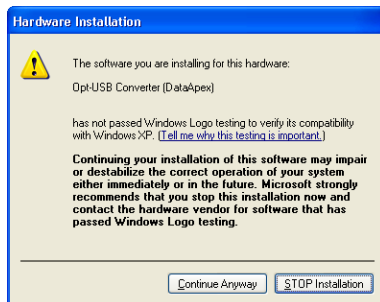 Hardware Installation
The software you are installing for this hardware:
Opt-USB Converter (DataApex)
has not passed Windows Logo testing to verify its compatibility
with Windows XP. (Tell me why this testing is important.)
Continuing your installation of this software may impair
or destabilize the correct operation of your system
either immediately or in the future. Microsoft strongly
recommends that you stop this installation now and
contact the hardware vendor for software that has
passed Windows Logo testing.
Continue Anyway
STOP Installation